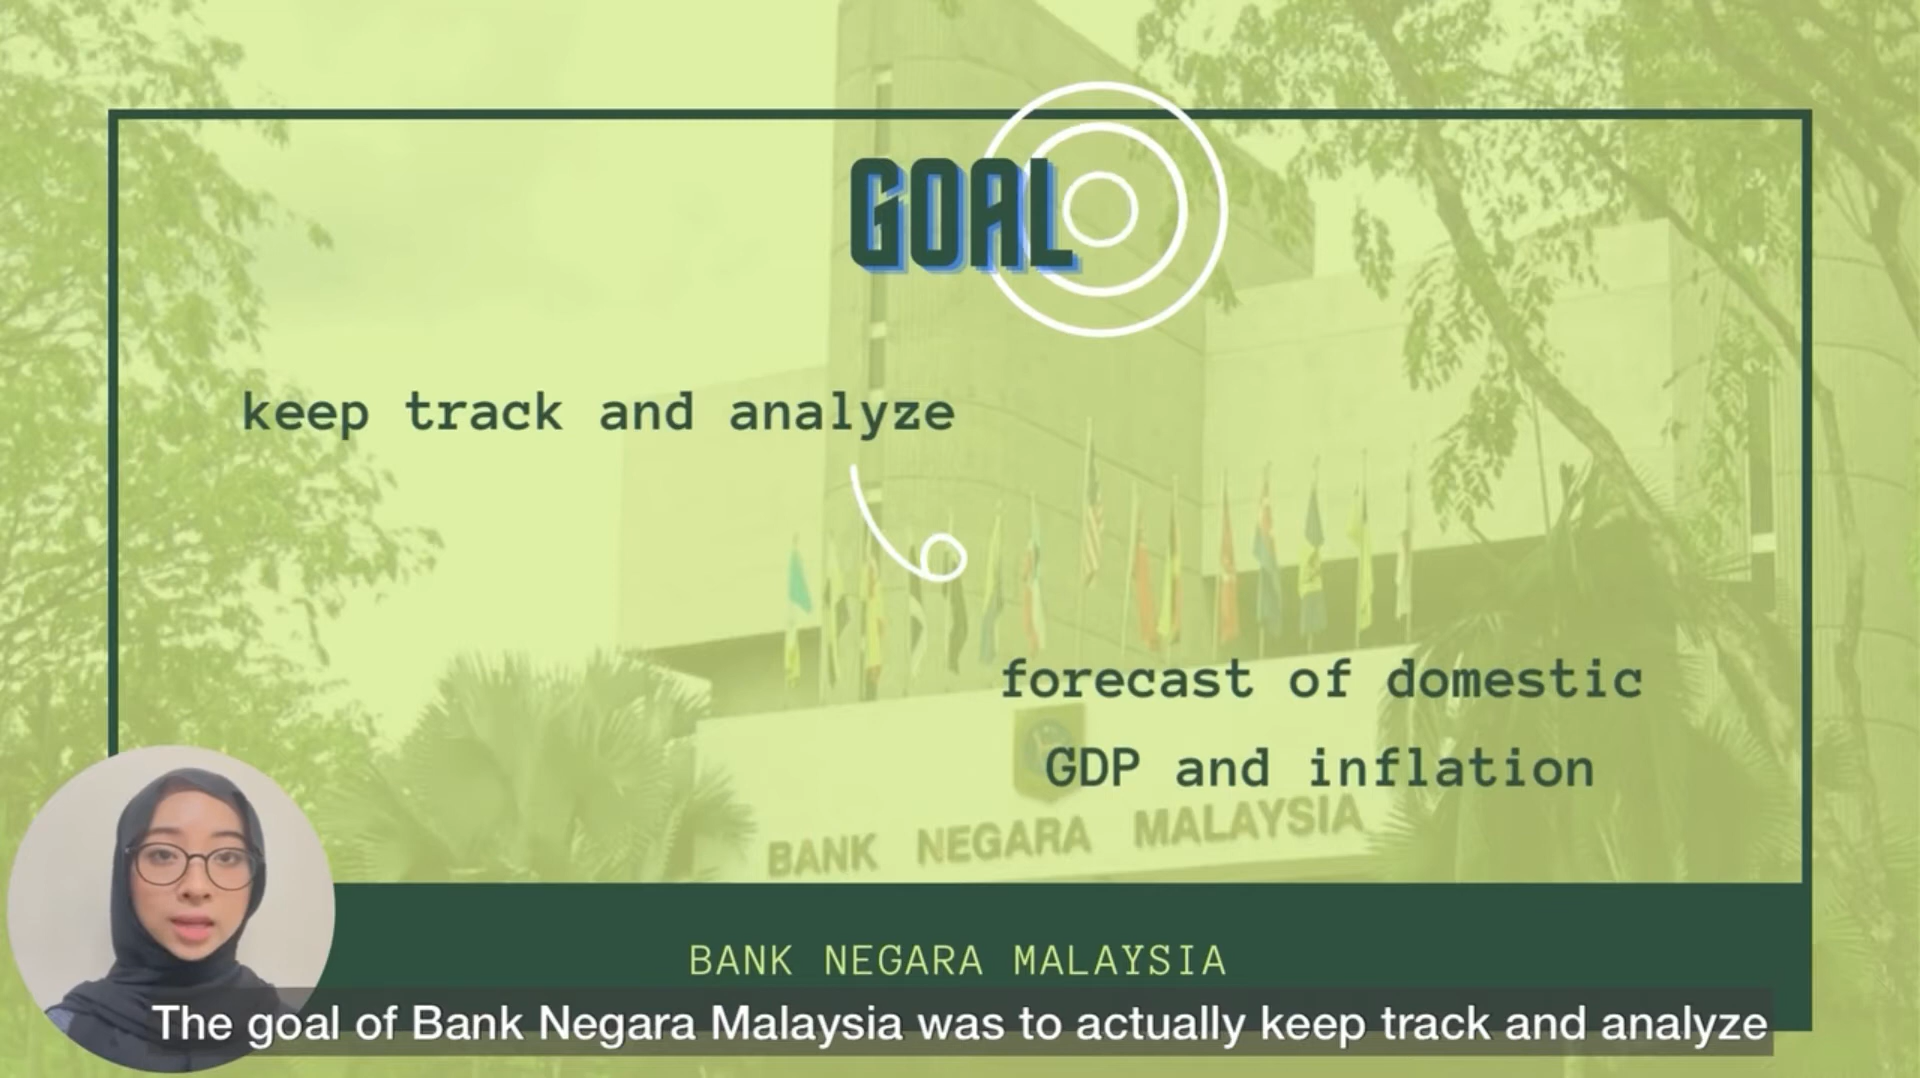 GOAL
keep track and analyze
forecast of domestic
GDP and inflation
BANK NEGARA MALAYSIA
BANK NEGARA MALAYSIA
The goal of Bank Negara Malaysia was to actually keep track and analyze